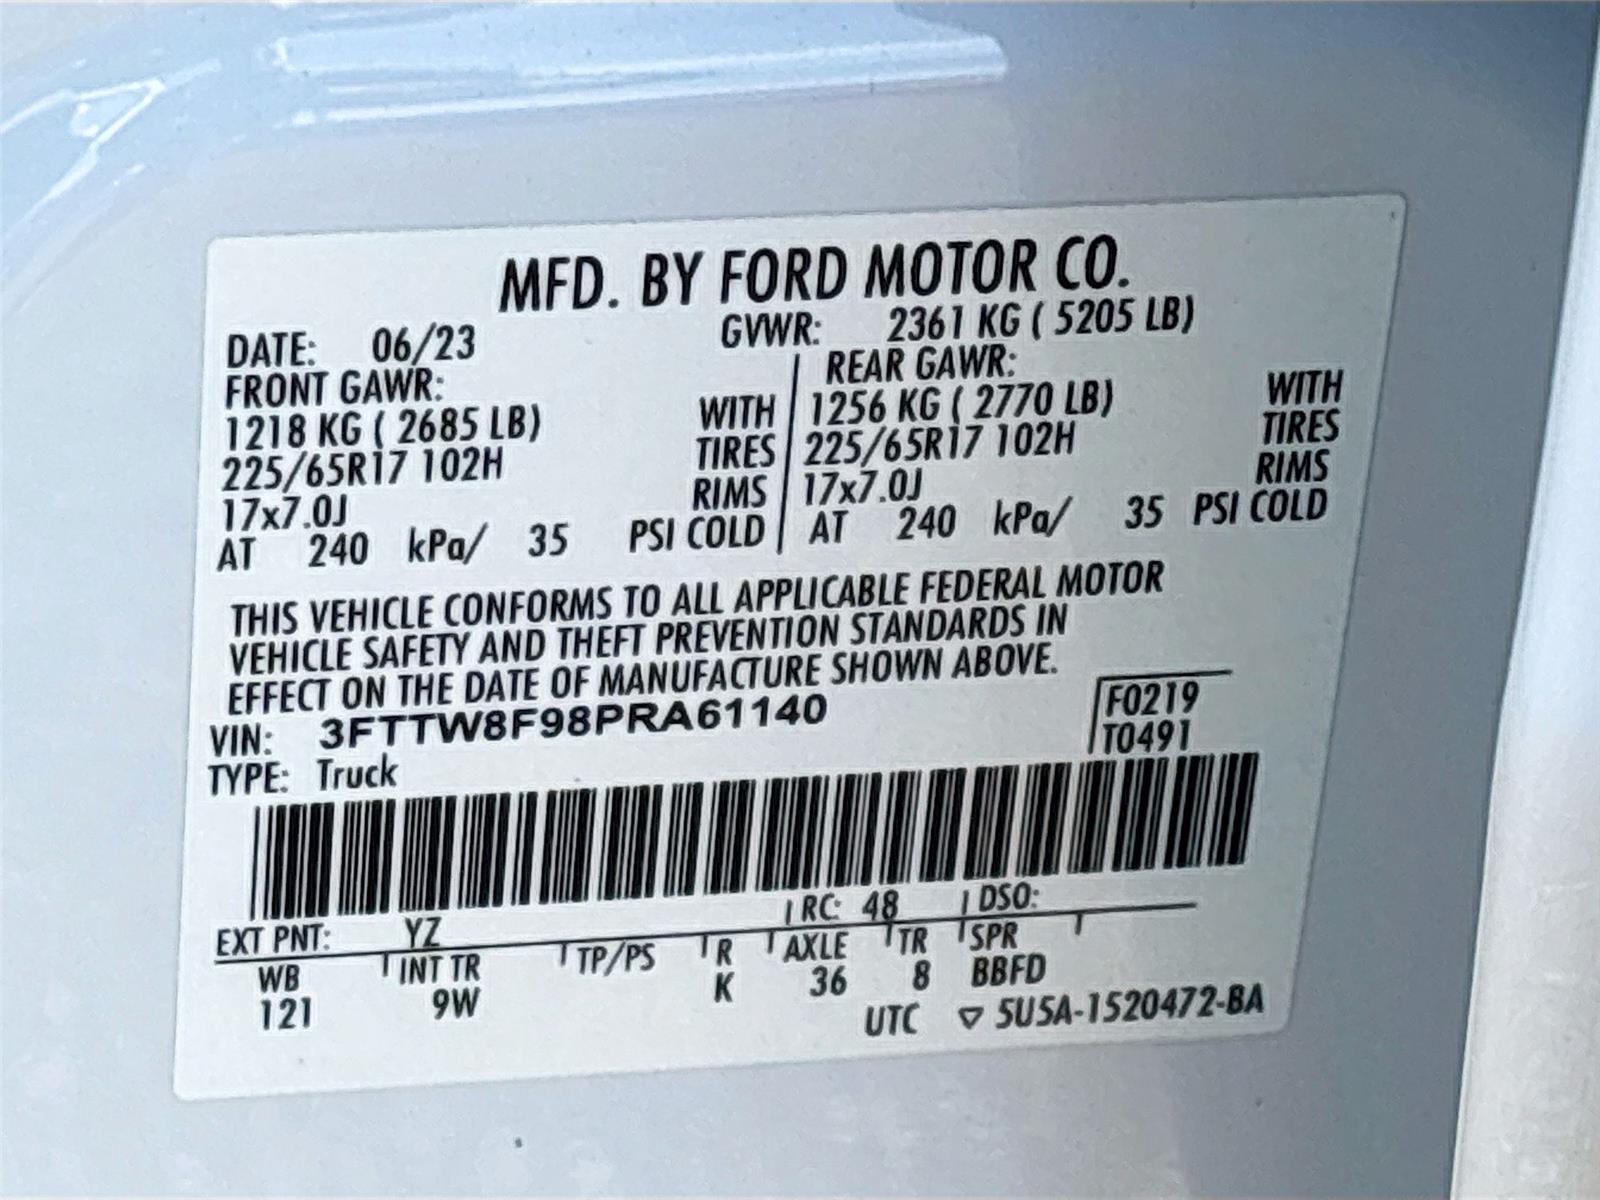 MFD. BY FORD MOTOR CO.
DATE: 06/23 GVWR: 2361 KG ( 5205 LB)
FRONT GAWR: REAR GAWR:
1218 KG ( 2685 LB) WITH 1256 KG ( 2770 LB) WITH
225/65R17 102H TIRES 225/65R17 102H TIRES
17x7.0J RIMS 17x7.0J RIMS
AT 240 kPa/ 35 PSI COLD AT 240 kPa/ 35 PSI COLD
THIS VEHICLE CONFORMS TO ALL APPLICABLE FEDERAL MOTOR
VEHICLE SAFETY AND THEFT PREVENTION STANDARDS IN
EFFECT ON THE DATE OF MANUFACTURE SHOWN ABOVE.
VIN: 3FTTW8F98PRA61140 F0219
TYPE: Truck T0491
EXT PNT: YZ RC: 48 DSO:
WB INT TR TP/PS R AXLE TR SPR
121 9W K 36 8 BBFD
UTC ▽ 5U5A-1520472-BA